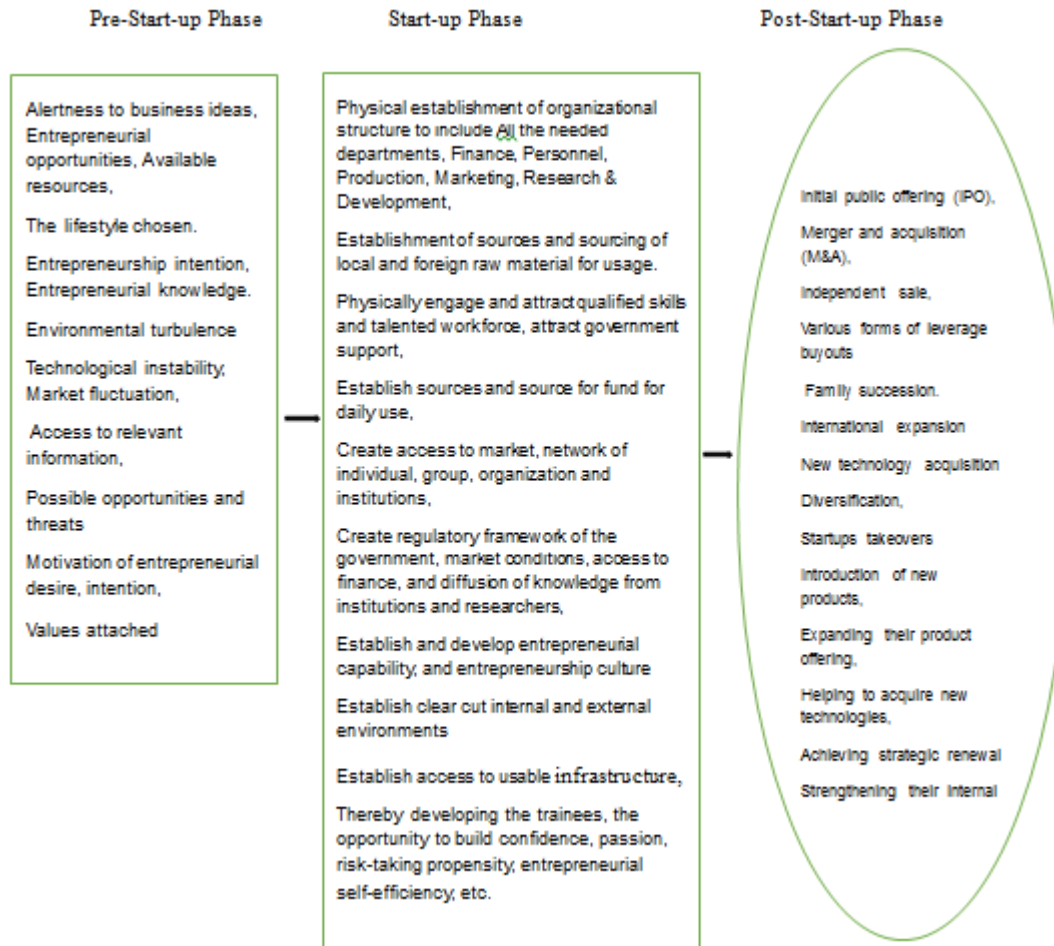 Pre-Start-up Phase
Start-up Phase
Post-Start-up Phase
Alertness to business ideas,
Entrepreneurial
opportunities, Available
resources,
The lifestyle chosen.
Entrepreneurship intention,
Entrepreneurial knowledge.
Environmental turbulence
Technological instability,
Market fluctuation,
Access to relevant
information,
Possible opportunities and
threats
Motivation of entrepreneurial
desire, intention,
Values attached
Physical establishment of organizational
structure to include All the needed
departments, Finance, Personnel,
Production, Marketing, Research &
Development,
Establishment of sources and sourcing of
local and foreign raw material for usage.
Physically engage and attract qualified skills
and talented workforce, attract government
support,
Establish sources and source for fund for
daily use,
Create access to market, network of
individual, group, organization and
institutions,
Create regulatory framework of the
government, market conditions, access to
finance, and diffusion of knowledge from
institutions and researchers,
Establish and develop entrepreneurial
capability, and entrepreneurship culture
Establish clear cut internal and external
environments
Establish access to usable infrastructure,
Thereby developing the trainees, the
opportunity to build confidence, passion,
risk-taking propensity, entrepreneurial
self-efficiency, etc.
Initial public offering (IPO),
Merger and acquisition
(M&A),
Independent sale,
Various forms of leverage
buyouts
Family succession.
International expansion
New technology acquisition
Diversification,
Startups takeovers
Introduction of new
products,
Expanding their product
offering,
Helping to acquire new
technologies,
Achieving strategic renewal
Strengthening their internal